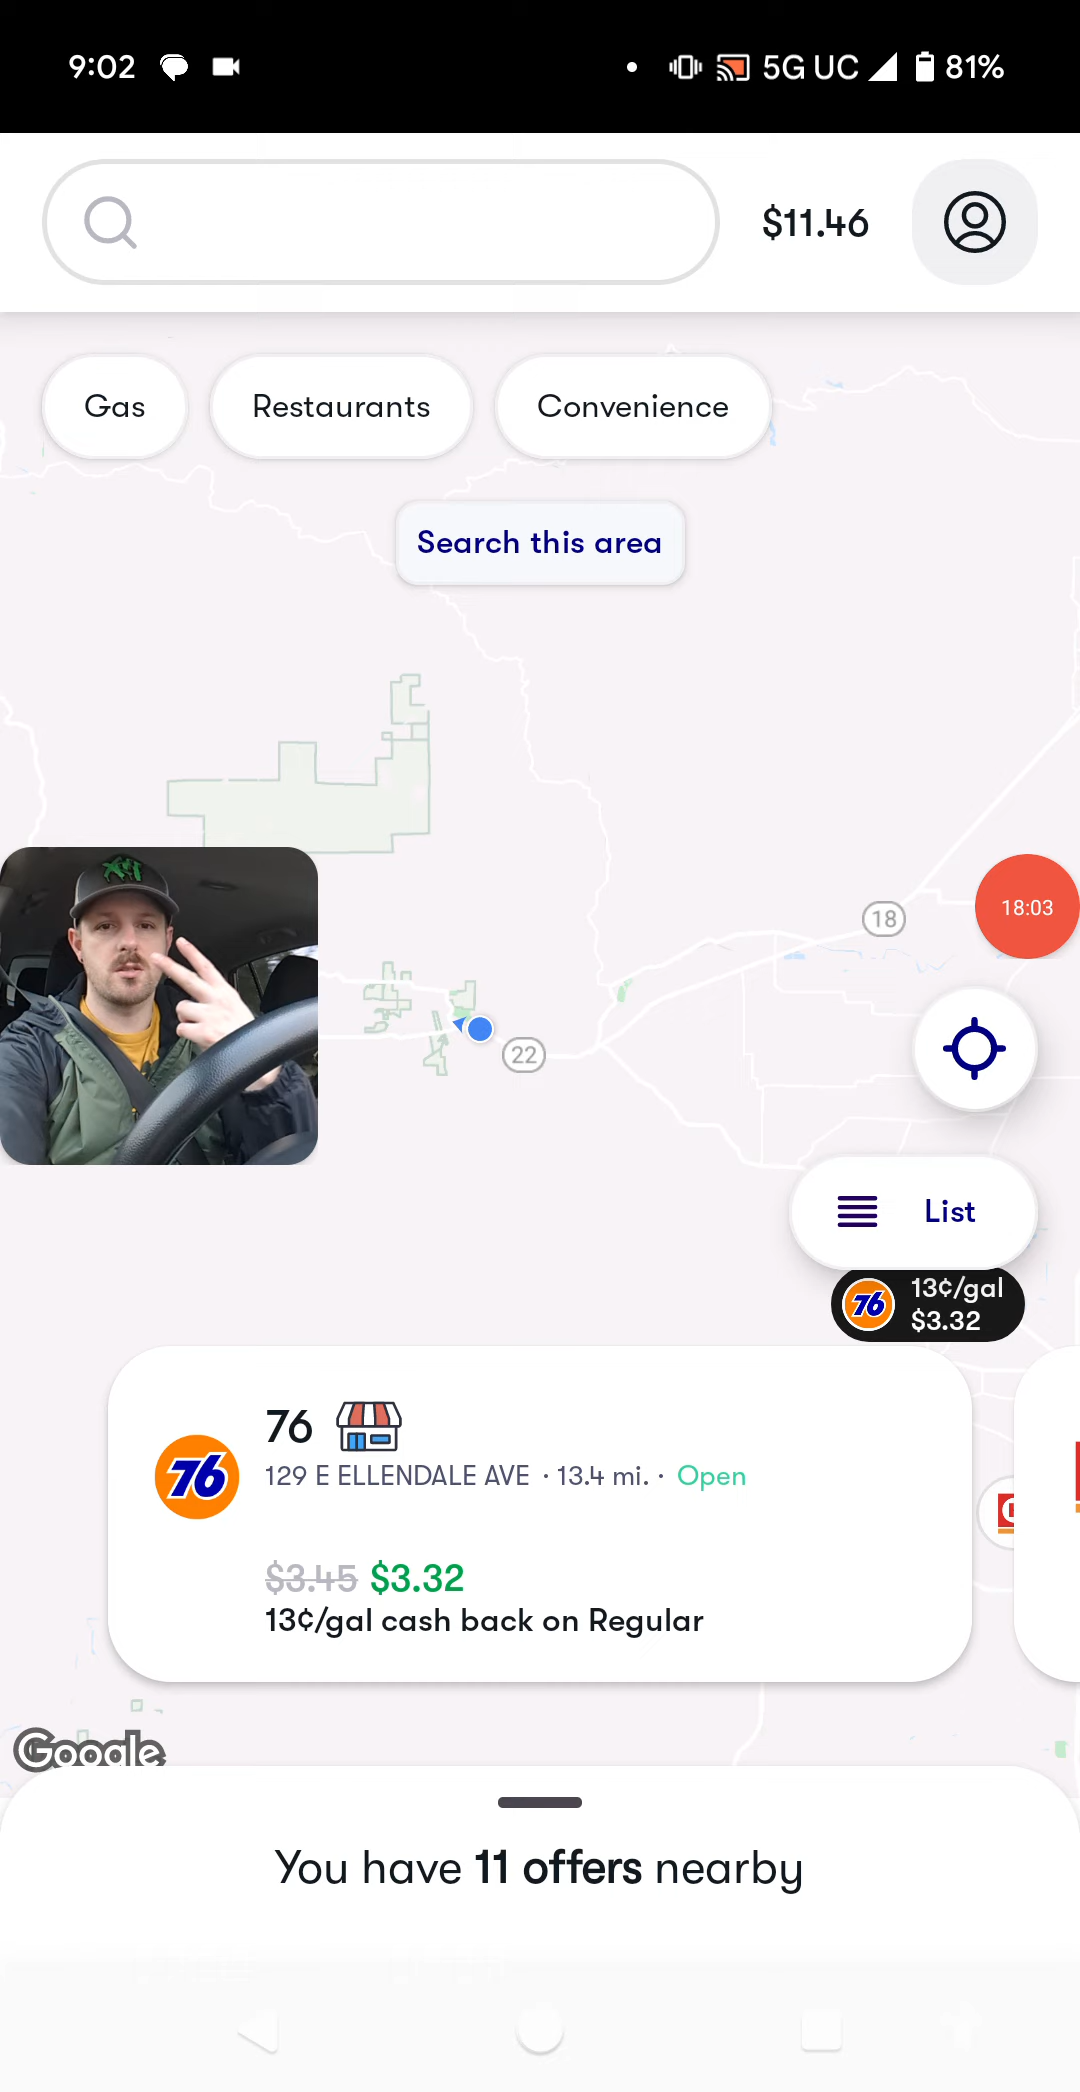 9:02
5G UC
81%
$11.46
Gas
Restaurants
Convenience
Search this area
18
18:03
22
List
76
13¢/gal
$3.32
76
76
129 E ELLENDALE AVE · 13.4 mi. · Open
$3.45 $3.32
13¢/gal cash back on Regular
Google
You have 11 offers nearby